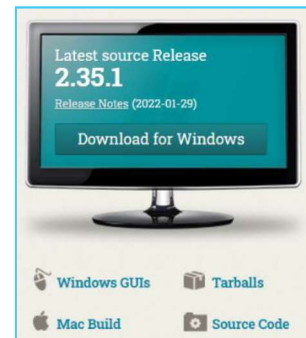 Latest source Release
2.35.1
Release Notes (2022-01-29)
Download for Windows
Windows GUIs
Tarballs
Mac Build
Source Code